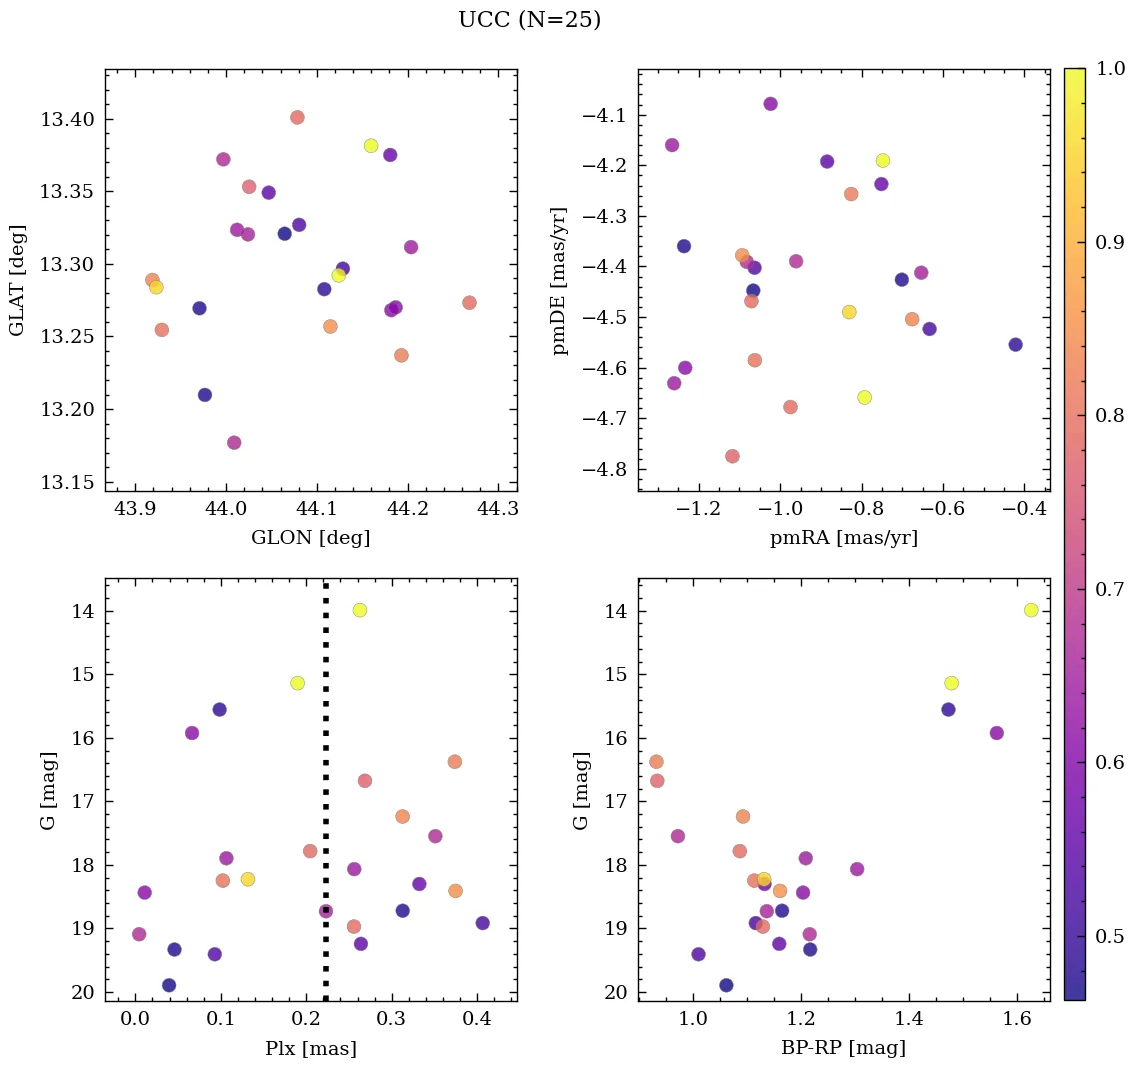 UCC (N=25)
13.40
13.35
13.30
13.25
13.20
13.15
GLAT [deg]
43.9 44.0 44.1 44.2 44.3
GLON [deg]
−4.1
−4.2
−4.3
−4.4
−4.5
−4.6
−4.7
−4.8
pmDE [mas/yr]
−1.2 −1.0 −0.8 −0.6 −0.4
pmRA [mas/yr]
14
15
16
17
18
19
20
G [mag]
0.0 0.1 0.2 0.3 0.4
Plx [mas]
14
15
16
17
18
19
20
G [mag]
1.0 1.2 1.4 1.6
BP-RP [mag]
1.0
0.9
0.8
0.7
0.6
0.5